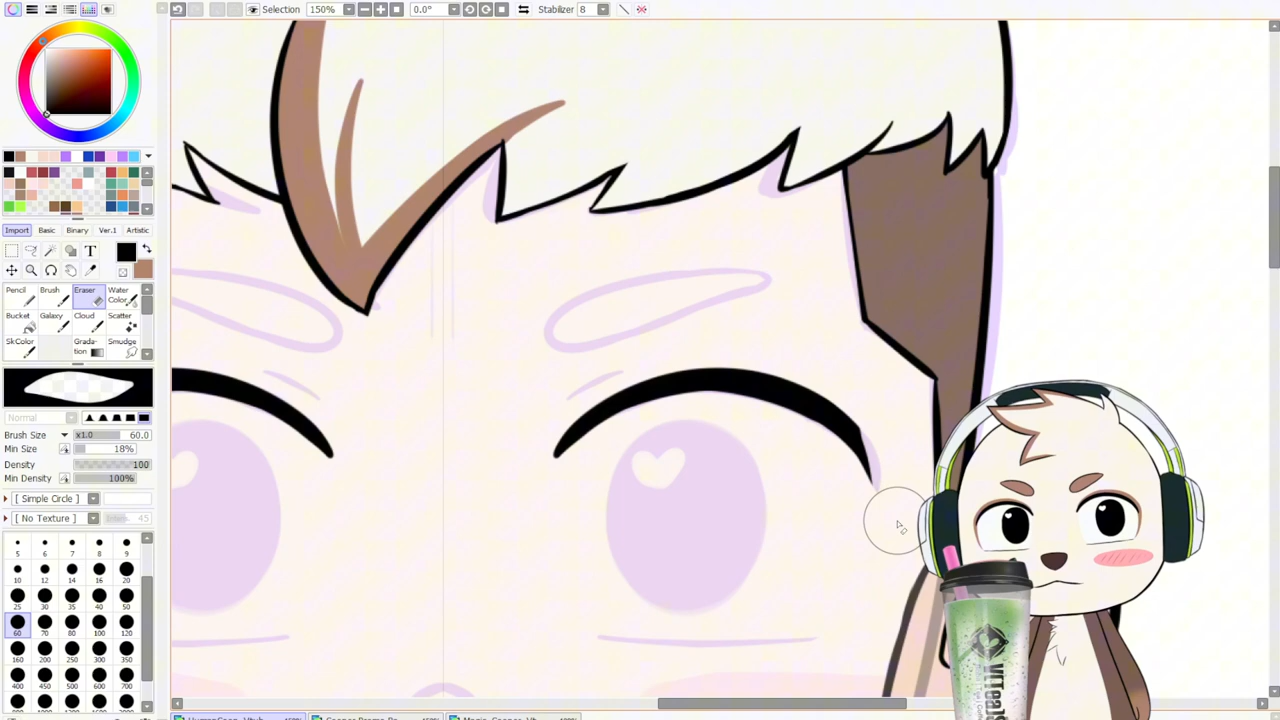 Selection 150% 0.0° Stabilizer 8
Import Basic Binary Ver.1 Artistic
T
Pencil Brush Eraser Water Color
Bucket Galaxy Cloud Scatter
SkColor Grada-tion Smudge
Normal
Brush Size x1.0 60.0
Min Size 18%
Density 100
Min Density 100%
[ Simple Circle ]
[ No Texture ] 45
5 6 7 8 9
10 12 14 16 20
25 30 35 40 50
60 70 80 100 120
160 200 250 300 350
400 450 500 600 700